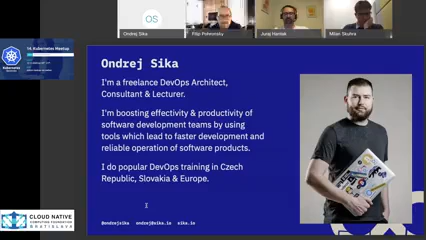 OS
Ondrej Sika
Filip Pohronsky
Juraj Hantak
Milan Skuhra
14. Kubernetes Meetup
Ondrej Sika
I'm a freelance DevOps Architect,
Consultant & Lecturer.
I'm boosting effectivity & productivity of
software development teams by using
tools which lead to faster development and
reliable operation of software products.
I do popular DevOps training in Czech
Republic, Slovakia & Europe.
@ondrejsika ondrej@sika.io sika.io
CLOUD NATIVE
COMPUTING FOUNDATION
BRATISLAVA